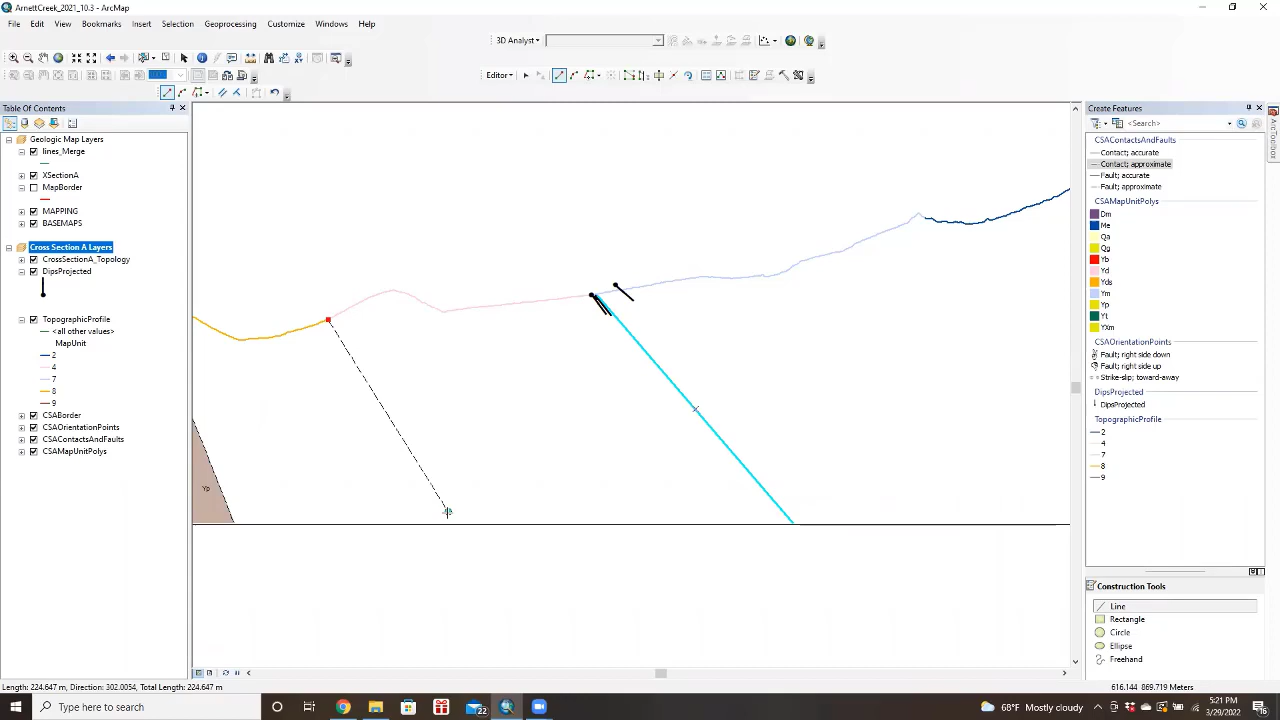 ArnettCreek_2021_10.3 - ArcMap
File Edit View Bookmarks Insert Selection Geoprocessing Customize Windows Help
3D Analyst
Editor
Table Of Contents
Geologic Map Layers
lines_Merge
XSectionA
MapBorder
MAPPING
BASEMAPS
Cross Section A Layers
CrossSectionA_Topology
DipsProjected
TopographicProfile
<all other values>
MapUnit
2
4
7
8
9
CSABorder
CSAOrientationPoints
CSAContactsAndFaults
CSAMapUnitPolys
Yp
Create Features
<Search>
CSAContactsAndFaults
Contact; accurate
Contact; approximate
Fault; accurate
Fault; approximate
CSAMapUnitPolys
Dm
Me
Qa
Qg
Yb
Yd
Yds
Ym
Yp
Yt
YXm
CSAOrientationPoints
Fault; right side down
Fault; right side up
Strike-slip; toward-away
DipsProjected
DipsProjected
TopographicProfile
2
4
7
8
9
ArcToolbox
Construction Tools
Line
Rectangle
Circle
Ellipse
Freehand
Length: 224.647 m, Direction: 302.0054, Total Length: 224.647 m
616.144 869.719 Meters
Type here to search
22
68°F Mostly cloudy
5:21 PM
3/29/2022